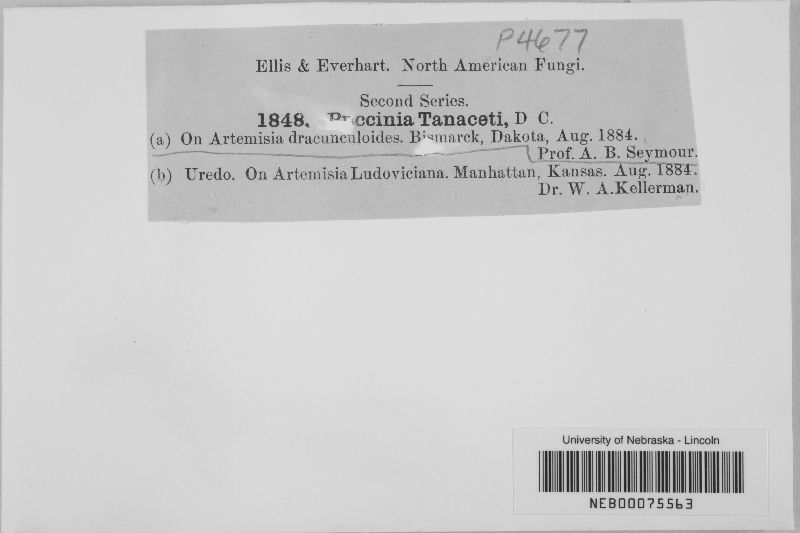 P4677
Ellis & Everhart. North American Fungi.
Second Series.
1848. Puccinia Tanaceti, D C.
(a) On Artemisia dracunculoides. Bismarck, Dakota, Aug. 1884.
Prof. A. B. Seymour.
(b) Uredo. On Artemisia Ludoviciana. Manhattan, Kansas. Aug. 1884.
Dr. W. A. Kellerman.
University of Nebraska - Lincoln
NEB00075563